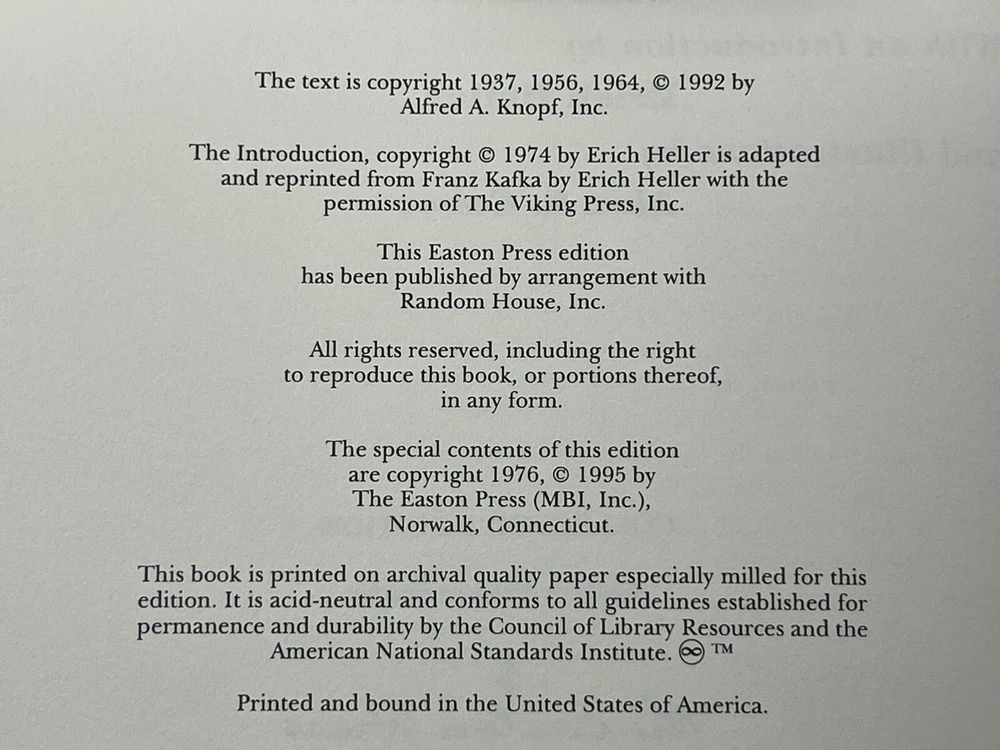 The text is copyright 1937, 1956, 1964, © 1992 by
Alfred A. Knopf, Inc.
The Introduction, copyright © 1974 by Erich Heller is adapted
and reprinted from Franz Kafka by Erich Heller with the
permission of The Viking Press, Inc.
This Easton Press edition
has been published by arrangement with
Random House, Inc.
All rights reserved, including the right
to reproduce this book, or portions thereof,
in any form.
The special contents of this edition
are copyright 1976, © 1995 by
The Easton Press (MBI, Inc.),
Norwalk, Connecticut.
This book is printed on archival quality paper especially milled for this
edition. It is acid-neutral and conforms to all guidelines established for
permanence and durability by the Council of Library Resources and the
American National Standards Institute. ♾ ™
Printed and bound in the United States of America.